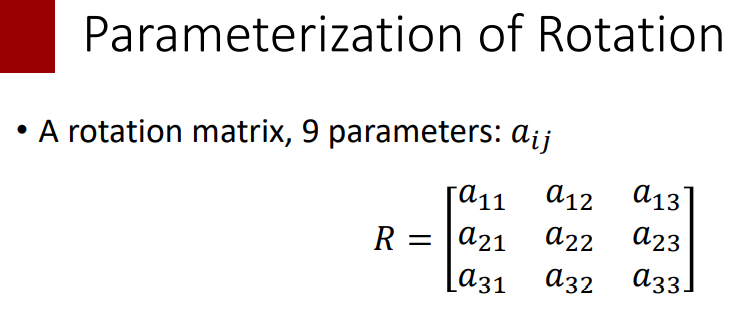 Parameterization of Rotation
• A rotation matrix, 9 parameters: a_{ij}
R = \begin{bmatrix} a_{11} & a_{12} & a_{13} \\ a_{21} & a_{22} & a_{23} \\ a_{31} & a_{32} & a_{33} \end{bmatrix}